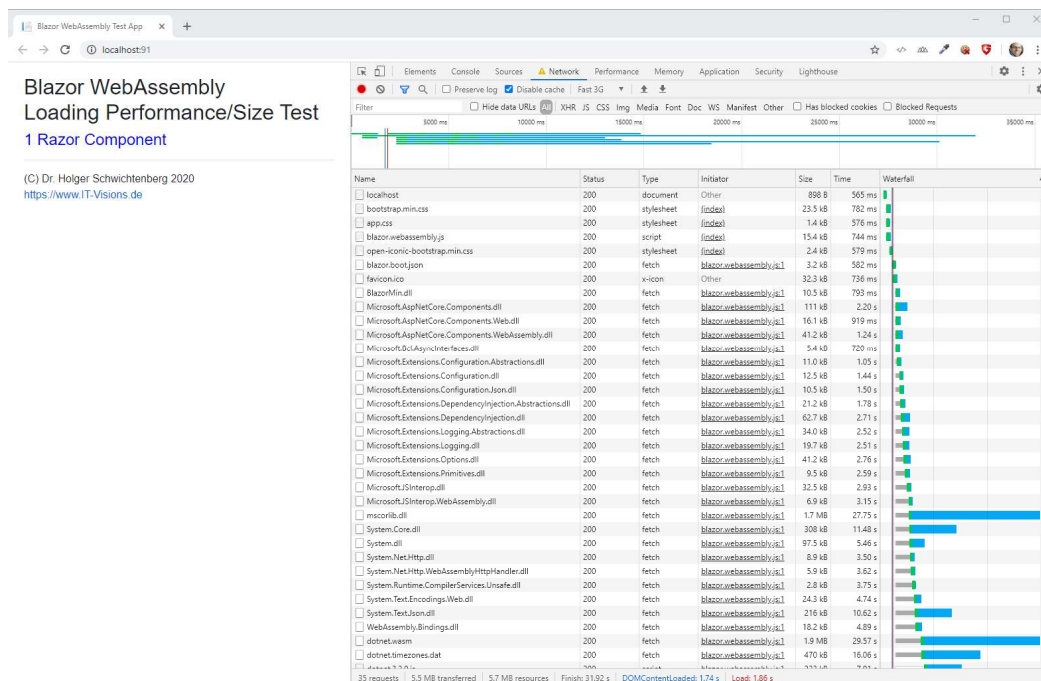 Blazor WebAssembly Test App
localhost:91
Blazor WebAssembly
Loading Performance/Size Test
1 Razor Component
(C) Dr. Holger Schwichtenberg 2020
https://www.IT-Visions.de
Elements Console Sources Network Performance Memory Application Security Lighthouse
Preserve log Disable cache Fast 3G
Filter Hide data URLs All XHR JS CSS Img Media Font Doc WS Manifest Other Has blocked cookies Blocked Requests
5000 ms 10000 ms 15000 ms 20000 ms 25000 ms 30000 ms 35000 ms
Name Status Type Initiator Size Time Waterfall
localhost 200 document Other 898 B 565 ms
bootstrap.min.css 200 stylesheet (index) 23.5 kB 782 ms
app.css 200 stylesheet (index) 1.4 kB 576 ms
blazor.webassembly.js 200 script (index) 15.4 kB 744 ms
open-iconic-bootstrap.min.css 200 stylesheet (index) 2.4 kB 579 ms
blazor.boot.json 200 fetch blazor.webassembly.js:1 3.2 kB 582 ms
favicon.ico 200 x-icon Other 32.3 kB 736 ms
BlazorMin.dll 200 fetch blazor.webassembly.js:1 10.5 kB 793 ms
Microsoft.AspNetCore.Components.dll 200 fetch blazor.webassembly.js:1 111 kB 2.20 s
Microsoft.AspNetCore.Components.Web.dll 200 fetch blazor.webassembly.js:1 16.1 kB 919 ms
Microsoft.AspNetCore.Components.WebAssembly.dll 200 fetch blazor.webassembly.js:1 41.2 kB 1.24 s
Microsoft.Bcl.AsyncInterfaces.dll 200 fetch blazor.webassembly.js:1 5.4 kB 720 ms
Microsoft.Extensions.Configuration.Abstractions.dll 200 fetch blazor.webassembly.js:1 11.0 kB 1.05 s
Microsoft.Extensions.Configuration.dll 200 fetch blazor.webassembly.js:1 12.5 kB 1.44 s
Microsoft.Extensions.Configuration.Json.dll 200 fetch blazor.webassembly.js:1 10.5 kB 1.50 s
Microsoft.Extensions.DependencyInjection.Abstractions.dll 200 fetch blazor.webassembly.js:1 21.2 kB 1.78 s
Microsoft.Extensions.DependencyInjection.dll 200 fetch blazor.webassembly.js:1 62.7 kB 2.71 s
Microsoft.Extensions.Logging.Abstractions.dll 200 fetch blazor.webassembly.js:1 34.0 kB 2.52 s
Microsoft.Extensions.Logging.dll 200 fetch blazor.webassembly.js:1 19.7 kB 2.51 s
Microsoft.Extensions.Options.dll 200 fetch blazor.webassembly.js:1 41.2 kB 2.76 s
Microsoft.Extensions.Primitives.dll 200 fetch blazor.webassembly.js:1 9.5 kB 2.59 s
Microsoft.JSInterop.dll 200 fetch blazor.webassembly.js:1 32.5 kB 2.93 s
Microsoft.JSInterop.WebAssembly.dll 200 fetch blazor.webassembly.js:1 6.9 kB 3.15 s
mscorlib.dll 200 fetch blazor.webassembly.js:1 1.7 MB 27.75 s
System.Core.dll 200 fetch blazor.webassembly.js:1 308 kB 11.48 s
System.dll 200 fetch blazor.webassembly.js:1 97.5 kB 5.46 s
System.Net.Http.dll 200 fetch blazor.webassembly.js:1 8.9 kB 3.50 s
System.Net.Http.WebAssemblyHttpHandler.dll 200 fetch blazor.webassembly.js:1 5.9 kB 3.62 s
System.Runtime.CompilerServices.Unsafe.dll 200 fetch blazor.webassembly.js:1 2.8 kB 3.75 s
System.Text.Encodings.Web.dll 200 fetch blazor.webassembly.js:1 24.3 kB 4.74 s
System.Text.Json.dll 200 fetch blazor.webassembly.js:1 216 kB 10.62 s
WebAssembly.Bindings.dll 200 fetch blazor.webassembly.js:1 18.2 kB 4.89 s
dotnet.wasm 200 fetch blazor.webassembly.js:1 1.9 MB 29.57 s
dotnet.timezones.dat 200 fetch blazor.webassembly.js:1 470 kB 16.06 s
35 requests 5.5 MB transferred 5.7 MB resources Finish: 31.92 s DOMContentLoaded: 1.74 s Load: 1.86 s